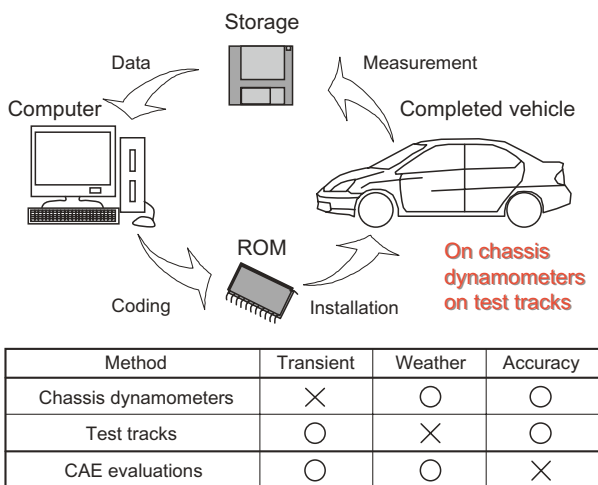 Storage
Data
Measurement
Computer
Completed vehicle
ROM
On chassis
dynamometers
on test tracks
Coding
Installation
Method Transient Weather Accuracy
Chassis dynamometers × ○ ○
Test tracks ○ × ○
CAE evaluations ○ ○ ×